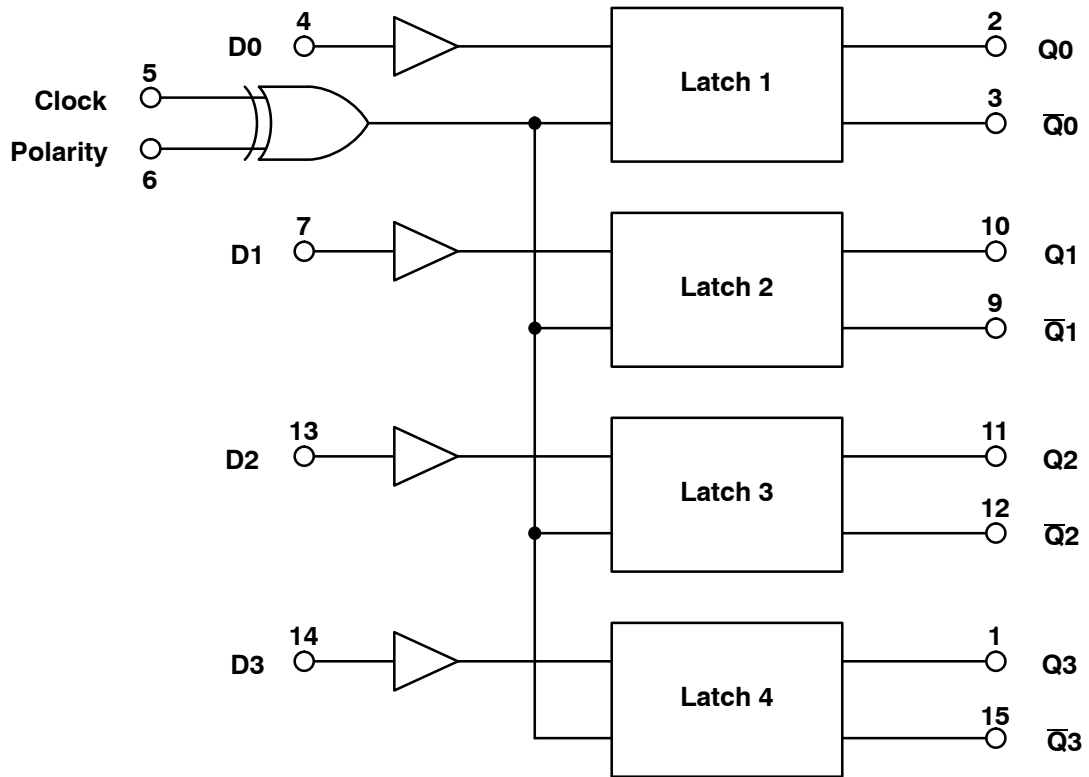 4
D0
2
Q0
5
Clock
Latch 1
3
Q̅0
Polarity
6
7
D1
10
Q1
Latch 2
9
Q̅1
13
D2
11
Q2
Latch 3
12
Q̅2
14
D3
1
Q3
Latch 4
15
Q̅3